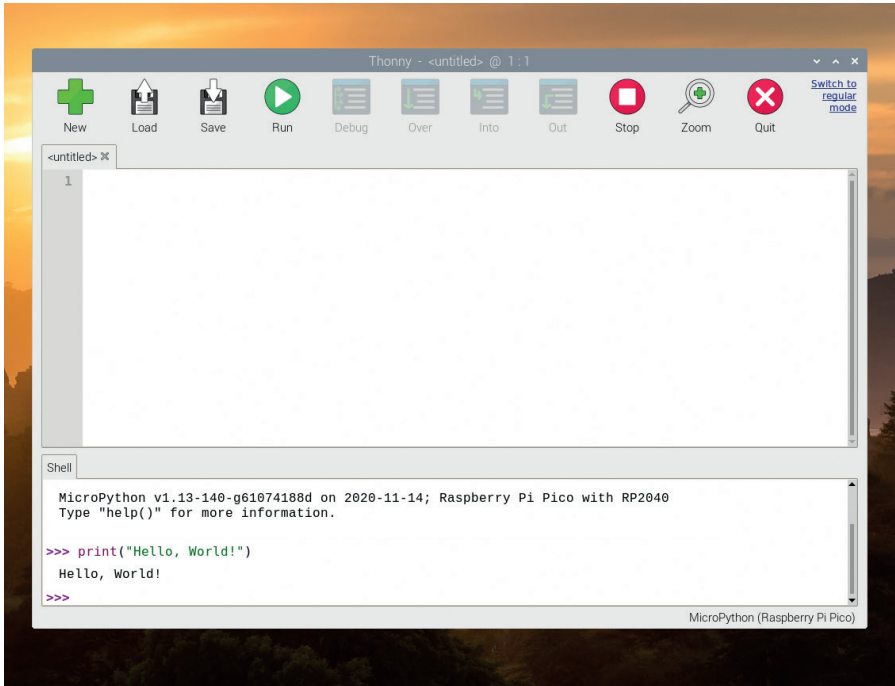 Thonny - <untitled> @ 1:1
New Load Save Run Debug Over Into Out Stop Zoom Quit
Switch to
regular
mode
<untitled>
1
Shell
MicroPython v1.13-140-g61074188d on 2020-11-14; Raspberry Pi Pico with RP2040
Type "help()" for more information.
>>> print("Hello, World!")
Hello, World!
>>>
MicroPython (Raspberry Pi Pico)